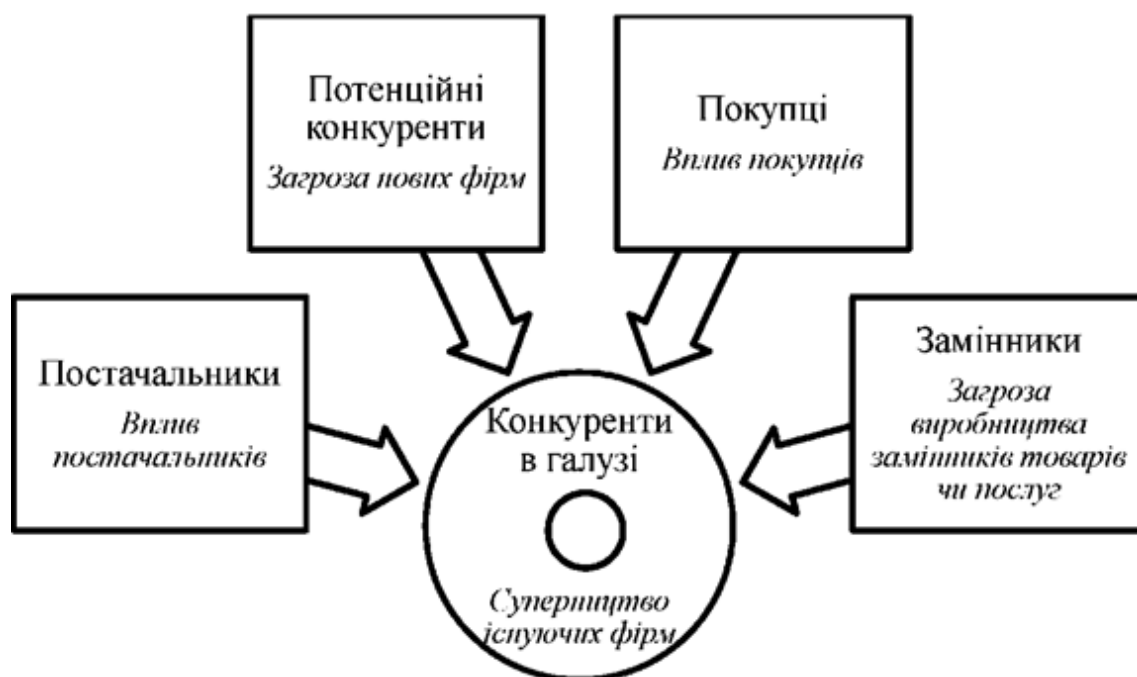 Потенційні
конкуренти
Загроза нових фірм
Покупці
Вплив покупців
Постачальники
Вплив
постачальників
Замінники
Загроза
виробництва
замінників товарів
чи послуг
Конкуренти
в галузі
Суперництво
існуючих фірм